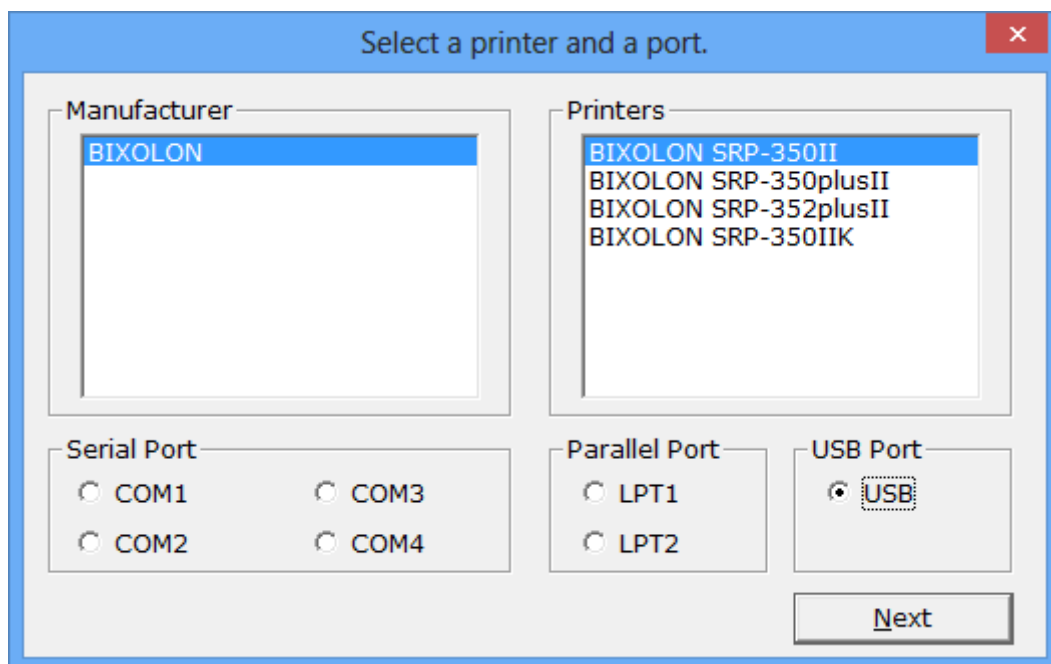 Select a printer and a port.
Manufacturer
BIXOLON
Printers
BIXOLON SRP-350II
BIXOLON SRP-350plusII
BIXOLON SRP-352plusII
BIXOLON SRP-350IIK
Serial Port
COM1
COM3
COM2
COM4
Parallel Port
LPT1
LPT2
USB Port
USB
Next